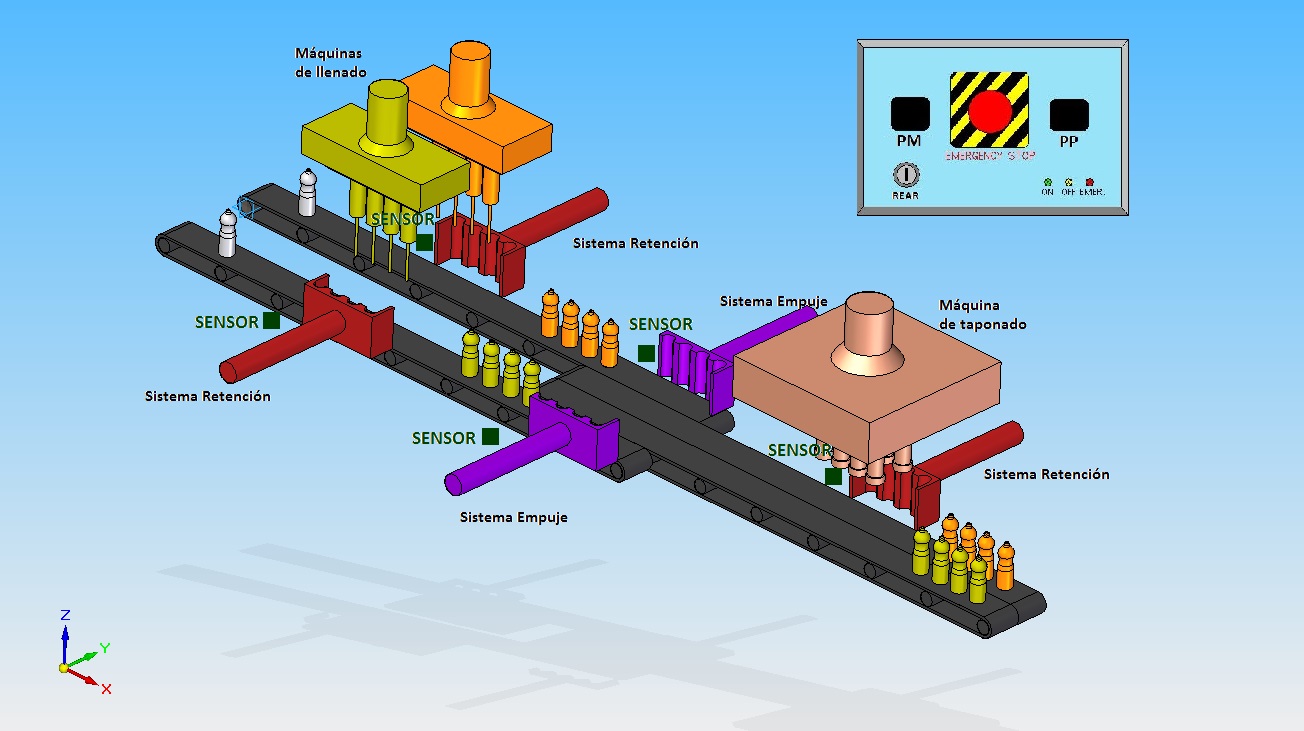 Máquinas
de llenado
PM
EMERGENCY STOP
PP
REAR
ON OFF EMER.
SENSOR
Sistema Retención
SENSOR
Sistema Empuje
SENSOR
Máquina
de taponado
Sistema Retención
SENSOR
SENSOR
Sistema Retención
Sistema Empuje
Z
Y
X